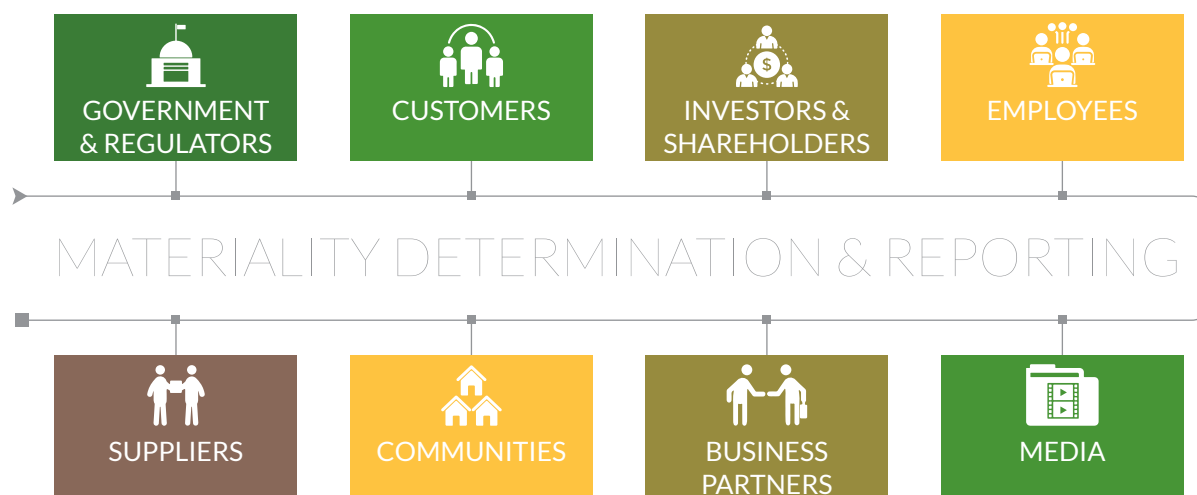 GOVERNMENT
& REGULATORS
CUSTOMERS
$
INVESTORS &
SHAREHOLDERS
EMPLOYEES
MATERIALITY DETERMINATION & REPORTING
SUPPLIERS
COMMUNITIES
BUSINESS
PARTNERS
MEDIA